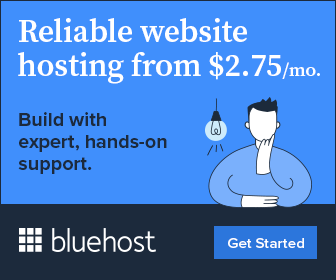 Reliable website
hosting from $2.75/mo.
Build with
expert, hands-on
support.
bluehost
Get Started